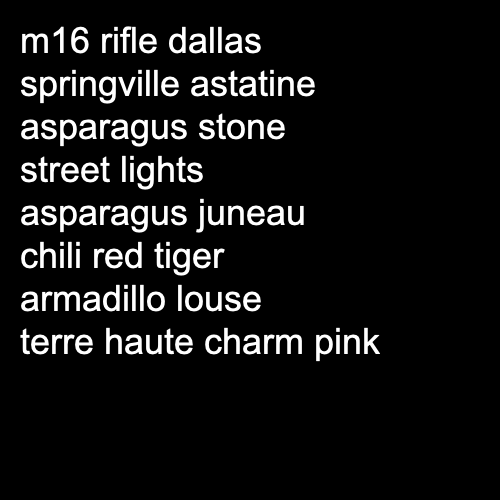 m16 rifle dallas
springville astatine
asparagus stone
street lights
asparagus juneau
chili red tiger
armadillo louse
terre haute charm pink